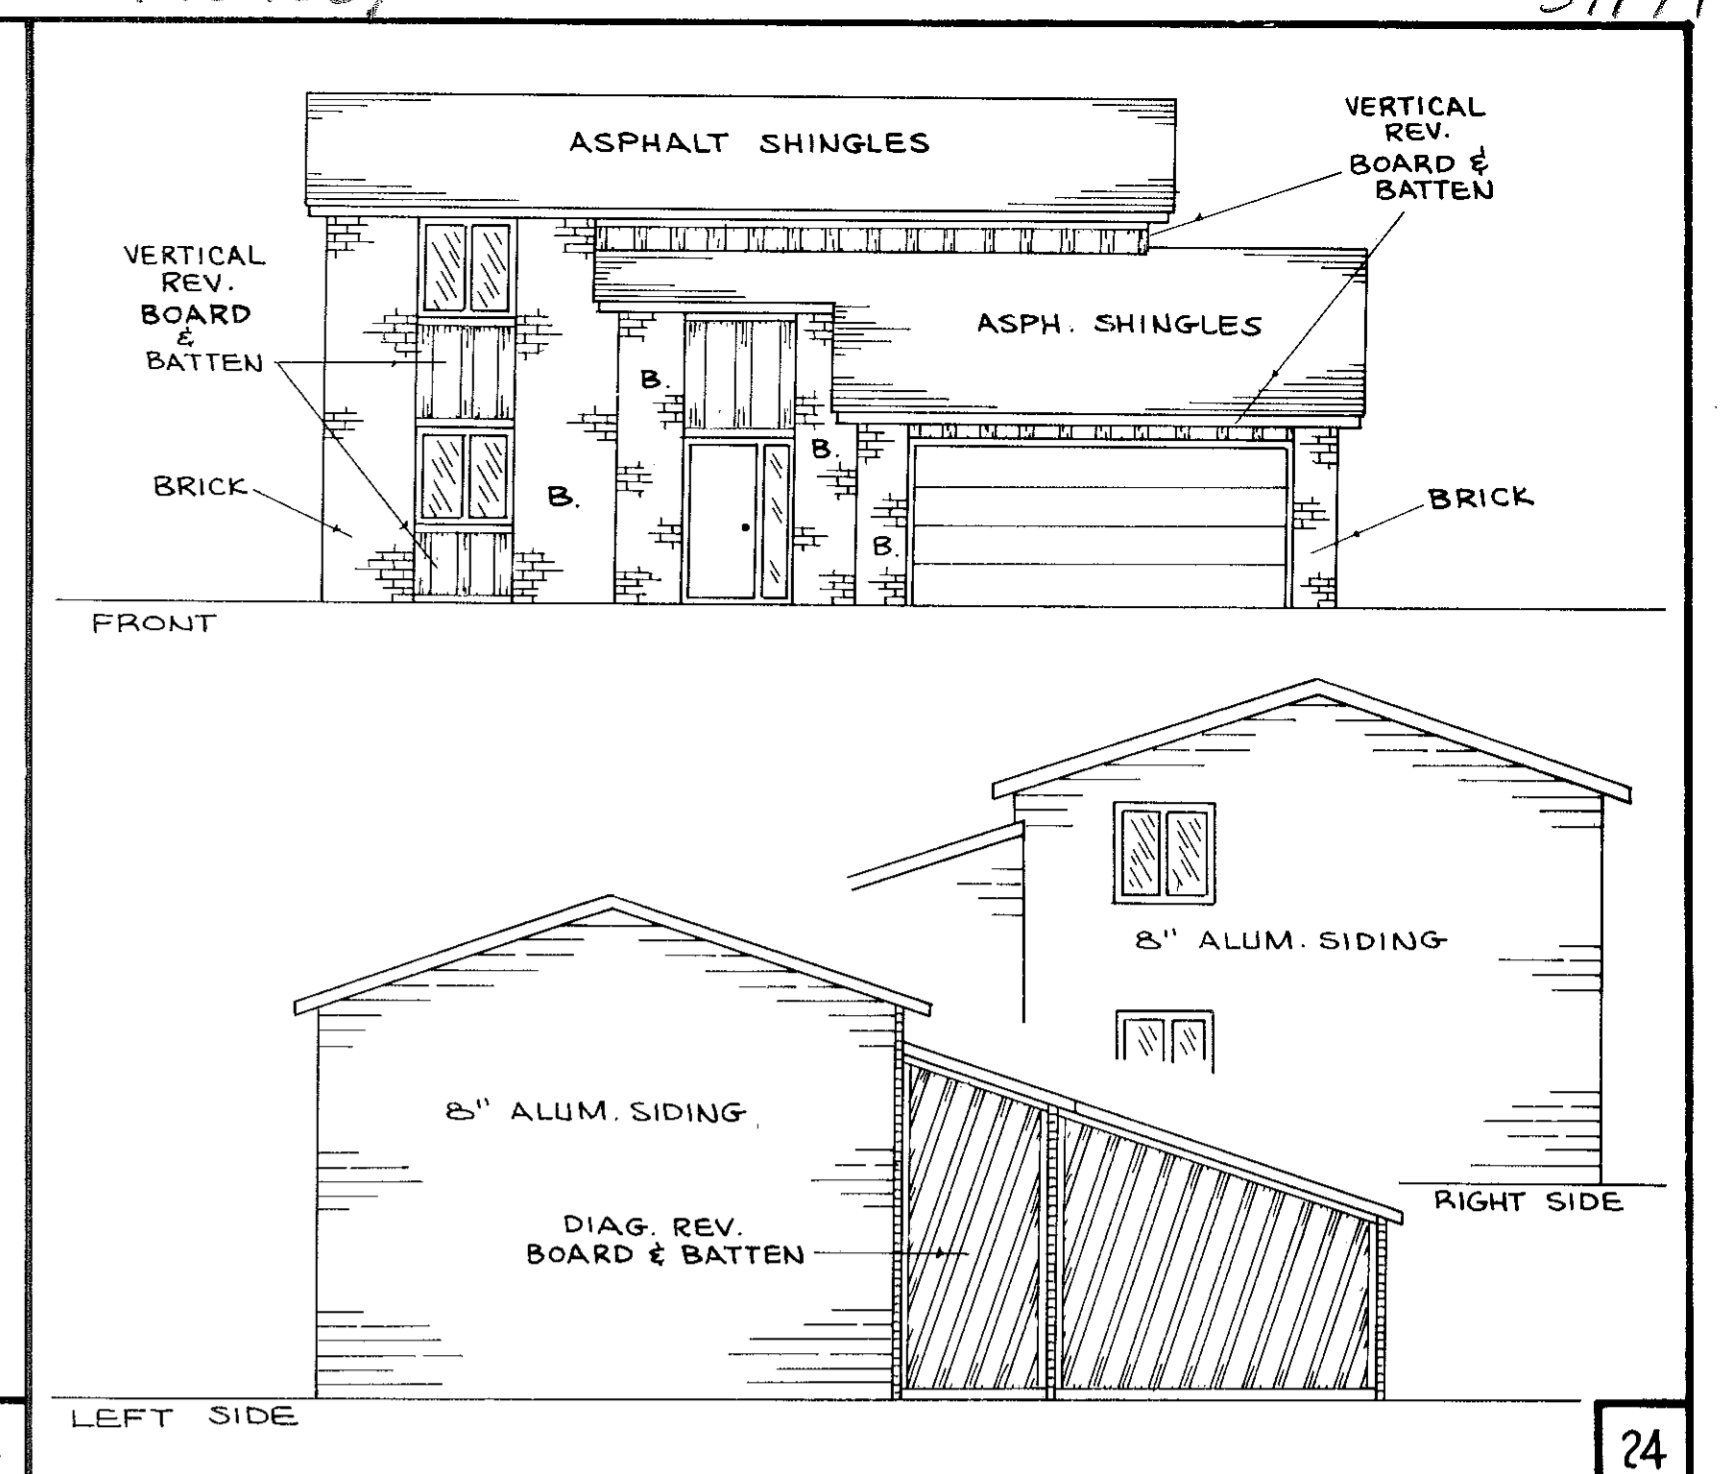 ASPHALT SHINGLES
VERTICAL
REV.
BOARD &
BATTEN
VERTICAL
REV.
BOARD
&
BATTEN
ASPH. SHINGLES
B.
B.
BRICK
B.
BRICK
B.
FRONT
8" ALUM. SIDING
8" ALUM. SIDING
RIGHT SIDE
DIAG. REV.
BOARD & BATTEN
LEFT SIDE
24